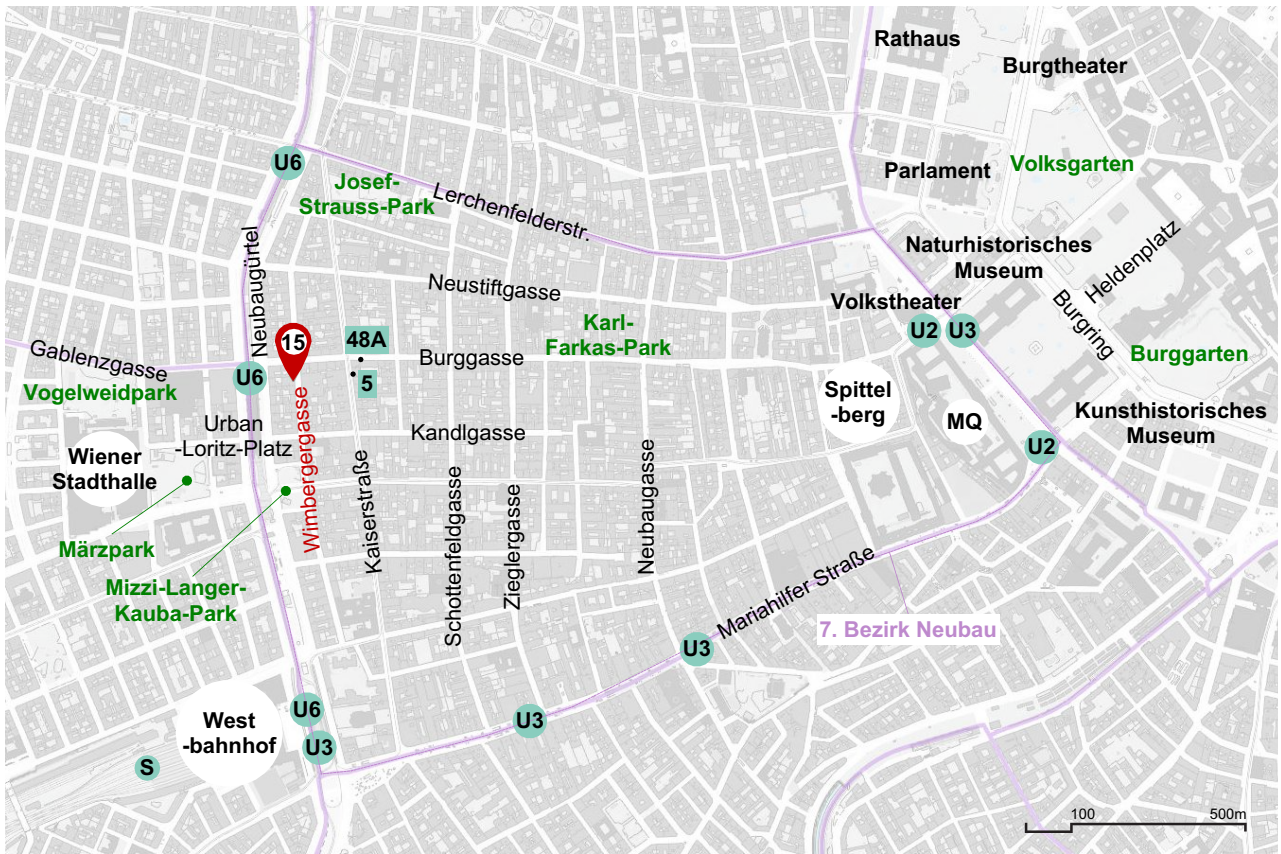 Rathaus
Burgtheater
U6
Josef-
Strauss-Park
Lerchenfelderstr.
Parlament
Volksgarten
Neubaugürtel
Neustiftgasse
Naturhistorisches
Museum
Heldenplatz
Burgring
Volkstheater
U2
U3
Gablenzgasse
15
48A
5
Burggasse
Karl-
Farkas-Park
Burggarten
Vogelweidpark
U6
Spittel
-berg
MQ
Kunsthistorisches
Museum
Urban
-Loritz-Platz
Kandlgasse
U2
Wiener
Stadthalle
Wimbergergasse
Kaiserstraße
Schottenfeldgasse
Zieglergasse
Neubaugasse
Märzpark
Mizzi-Langer-
Kauba-Park
Mariahilfer Straße
7. Bezirk Neubau
U3
U6
West
-bahnhof
U3
U3
S
100
500m